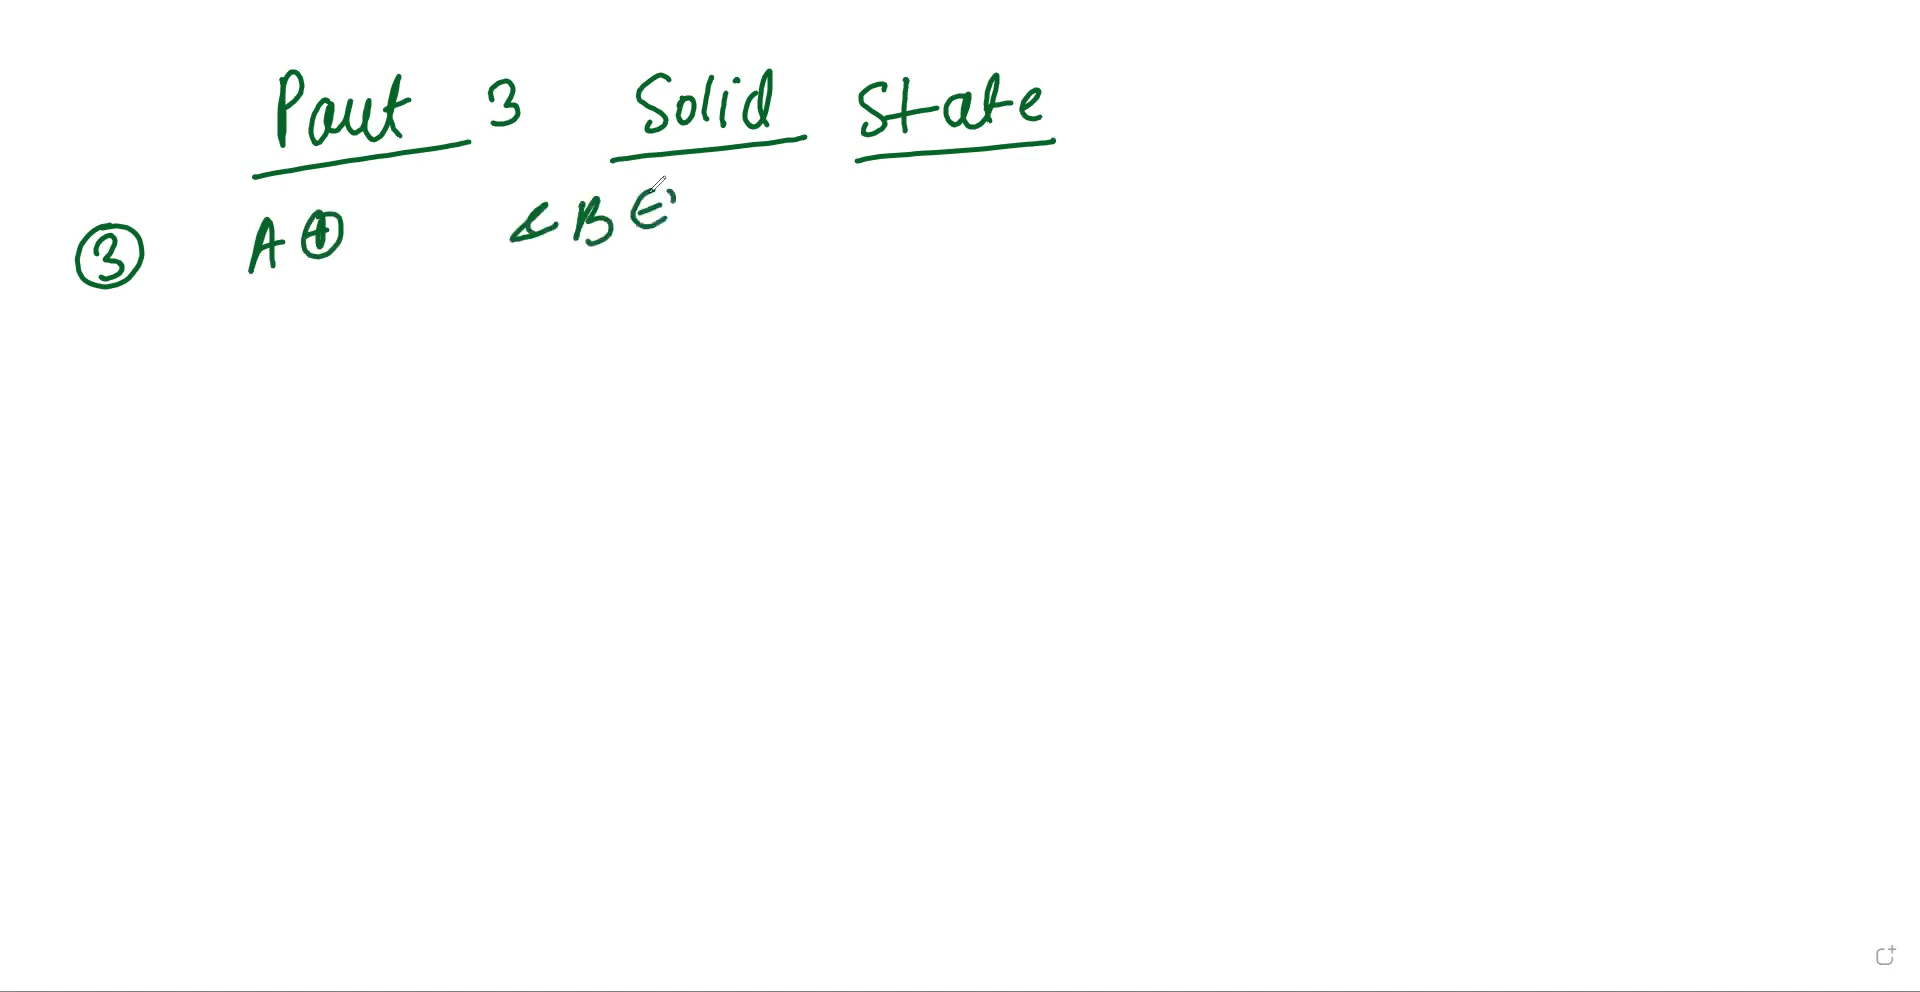 Part 3 Solid State
③ A⊕ < B⊖